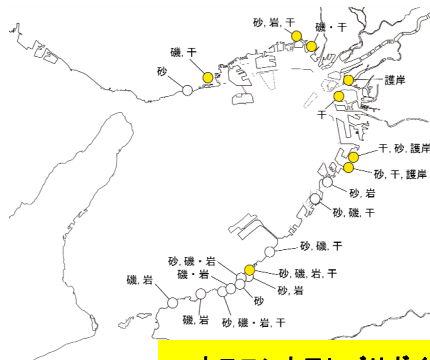 砂, 岩, 干
磯・干
磯, 干
砂
護岸
干
干, 砂, 護岸
砂, 干, 護岸
砂, 岩
砂, 磯, 干
砂, 磯, 干
砂, 磯・岩
磯・岩
砂, 磯, 岩, 干
砂, 岩
砂
磯, 岩
磯, 岩
砂, 磯・岩, 干